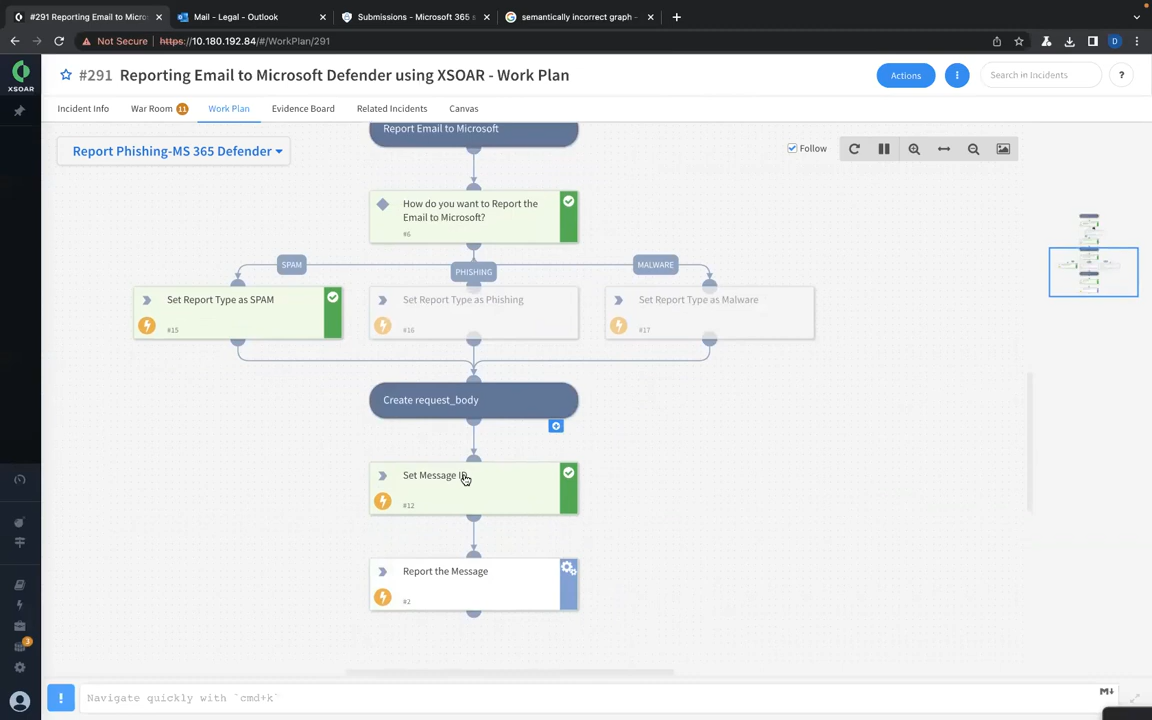 #291 Reporting Email to Micros
Mail - Legal - Outlook
Submissions - Microsoft 365 s
semantically incorrect graph -
Not Secure
https://10.180.192.84/#/WorkPlan/291
D
XSOAR
#291 Reporting Email to Microsoft Defender using XSOAR - Work Plan
Actions
Search in Incidents
?
Incident Info
War Room 11
Work Plan
Evidence Board
Related Incidents
Canvas
Report Email to Microsoft
Report Phishing-MS 365 Defender
Follow
How do you want to Report the
Email to Microsoft?
#6
SPAM
PHISHING
MALWARE
Set Report Type as SPAM
#15
Set Report Type as Phishing
#16
Set Report Type as Malware
#17
Create request_body
Set Message ID
#12
Report the Message
#2
3
!
Navigate quickly with `cmd+k`
M